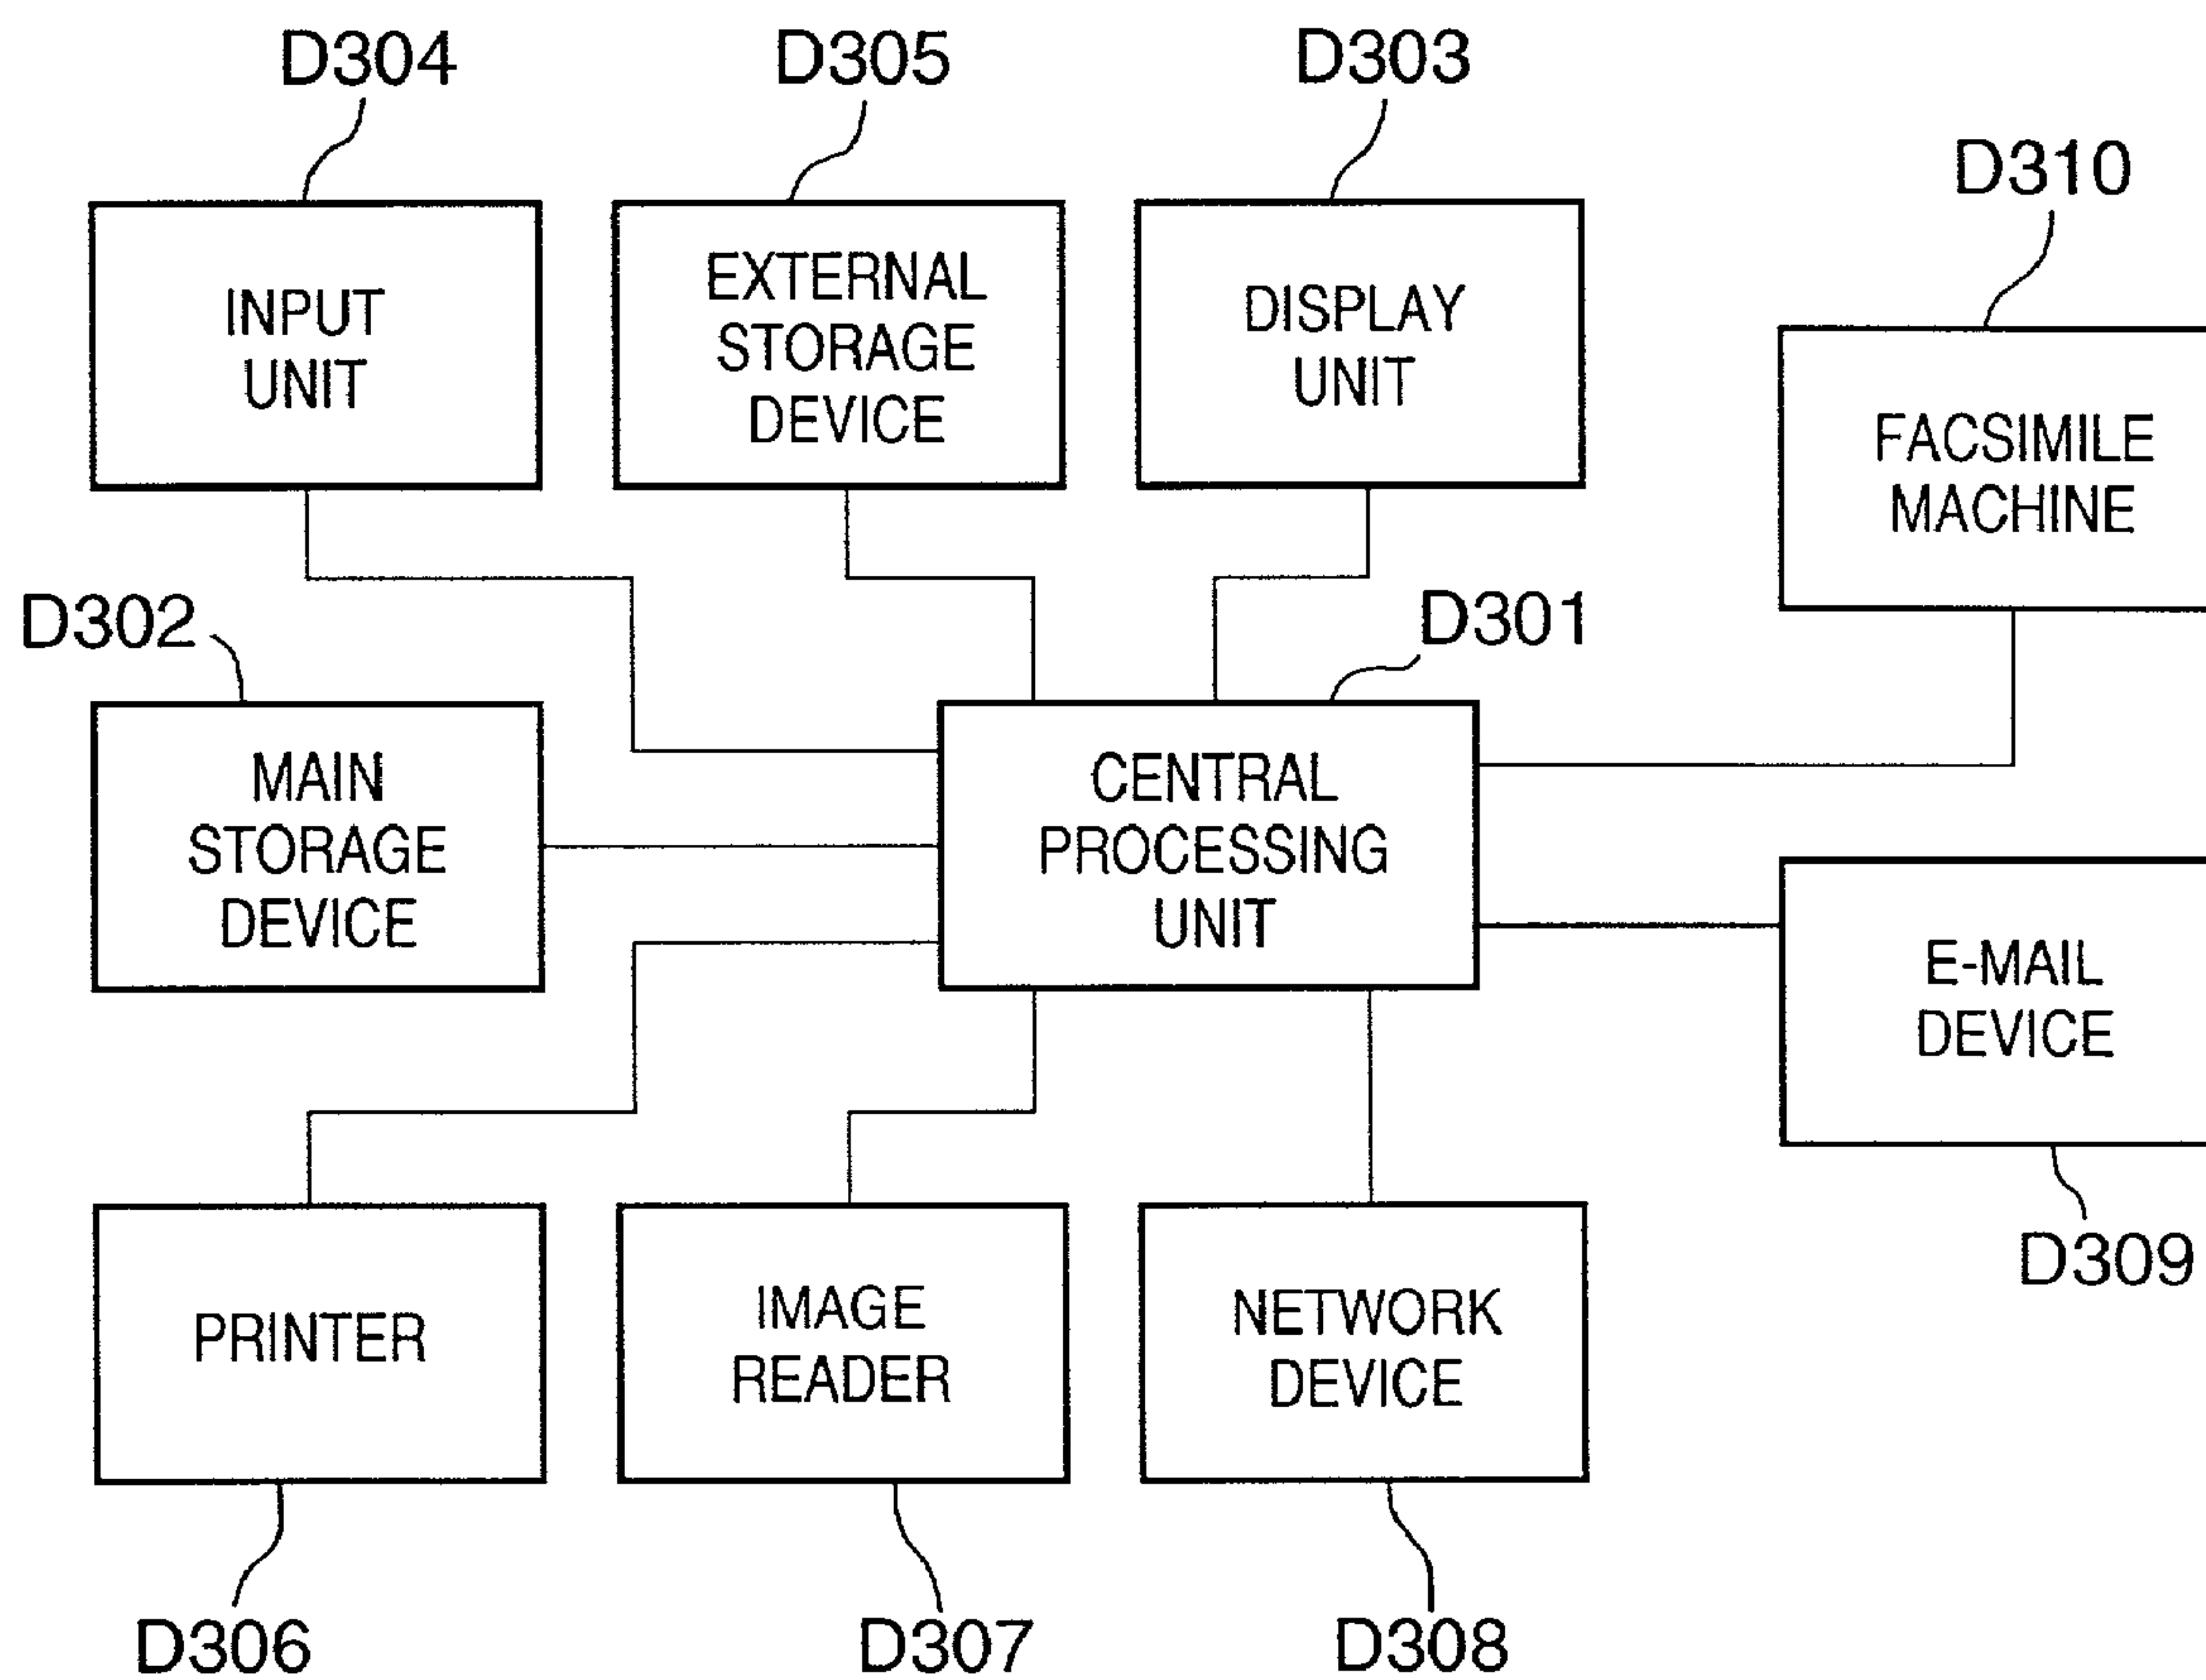 D304
D305
D303
D310
INPUT
UNIT
EXTERNAL
STORAGE
DEVICE
DISPLAY
UNIT
FACSIMILE
MACHINE
D302
D301
MAIN
STORAGE
DEVICE
CENTRAL
PROCESSING
UNIT
E-MAIL
DEVICE
D309
PRINTER
IMAGE
READER
NETWORK
DEVICE
D306
D307
D308